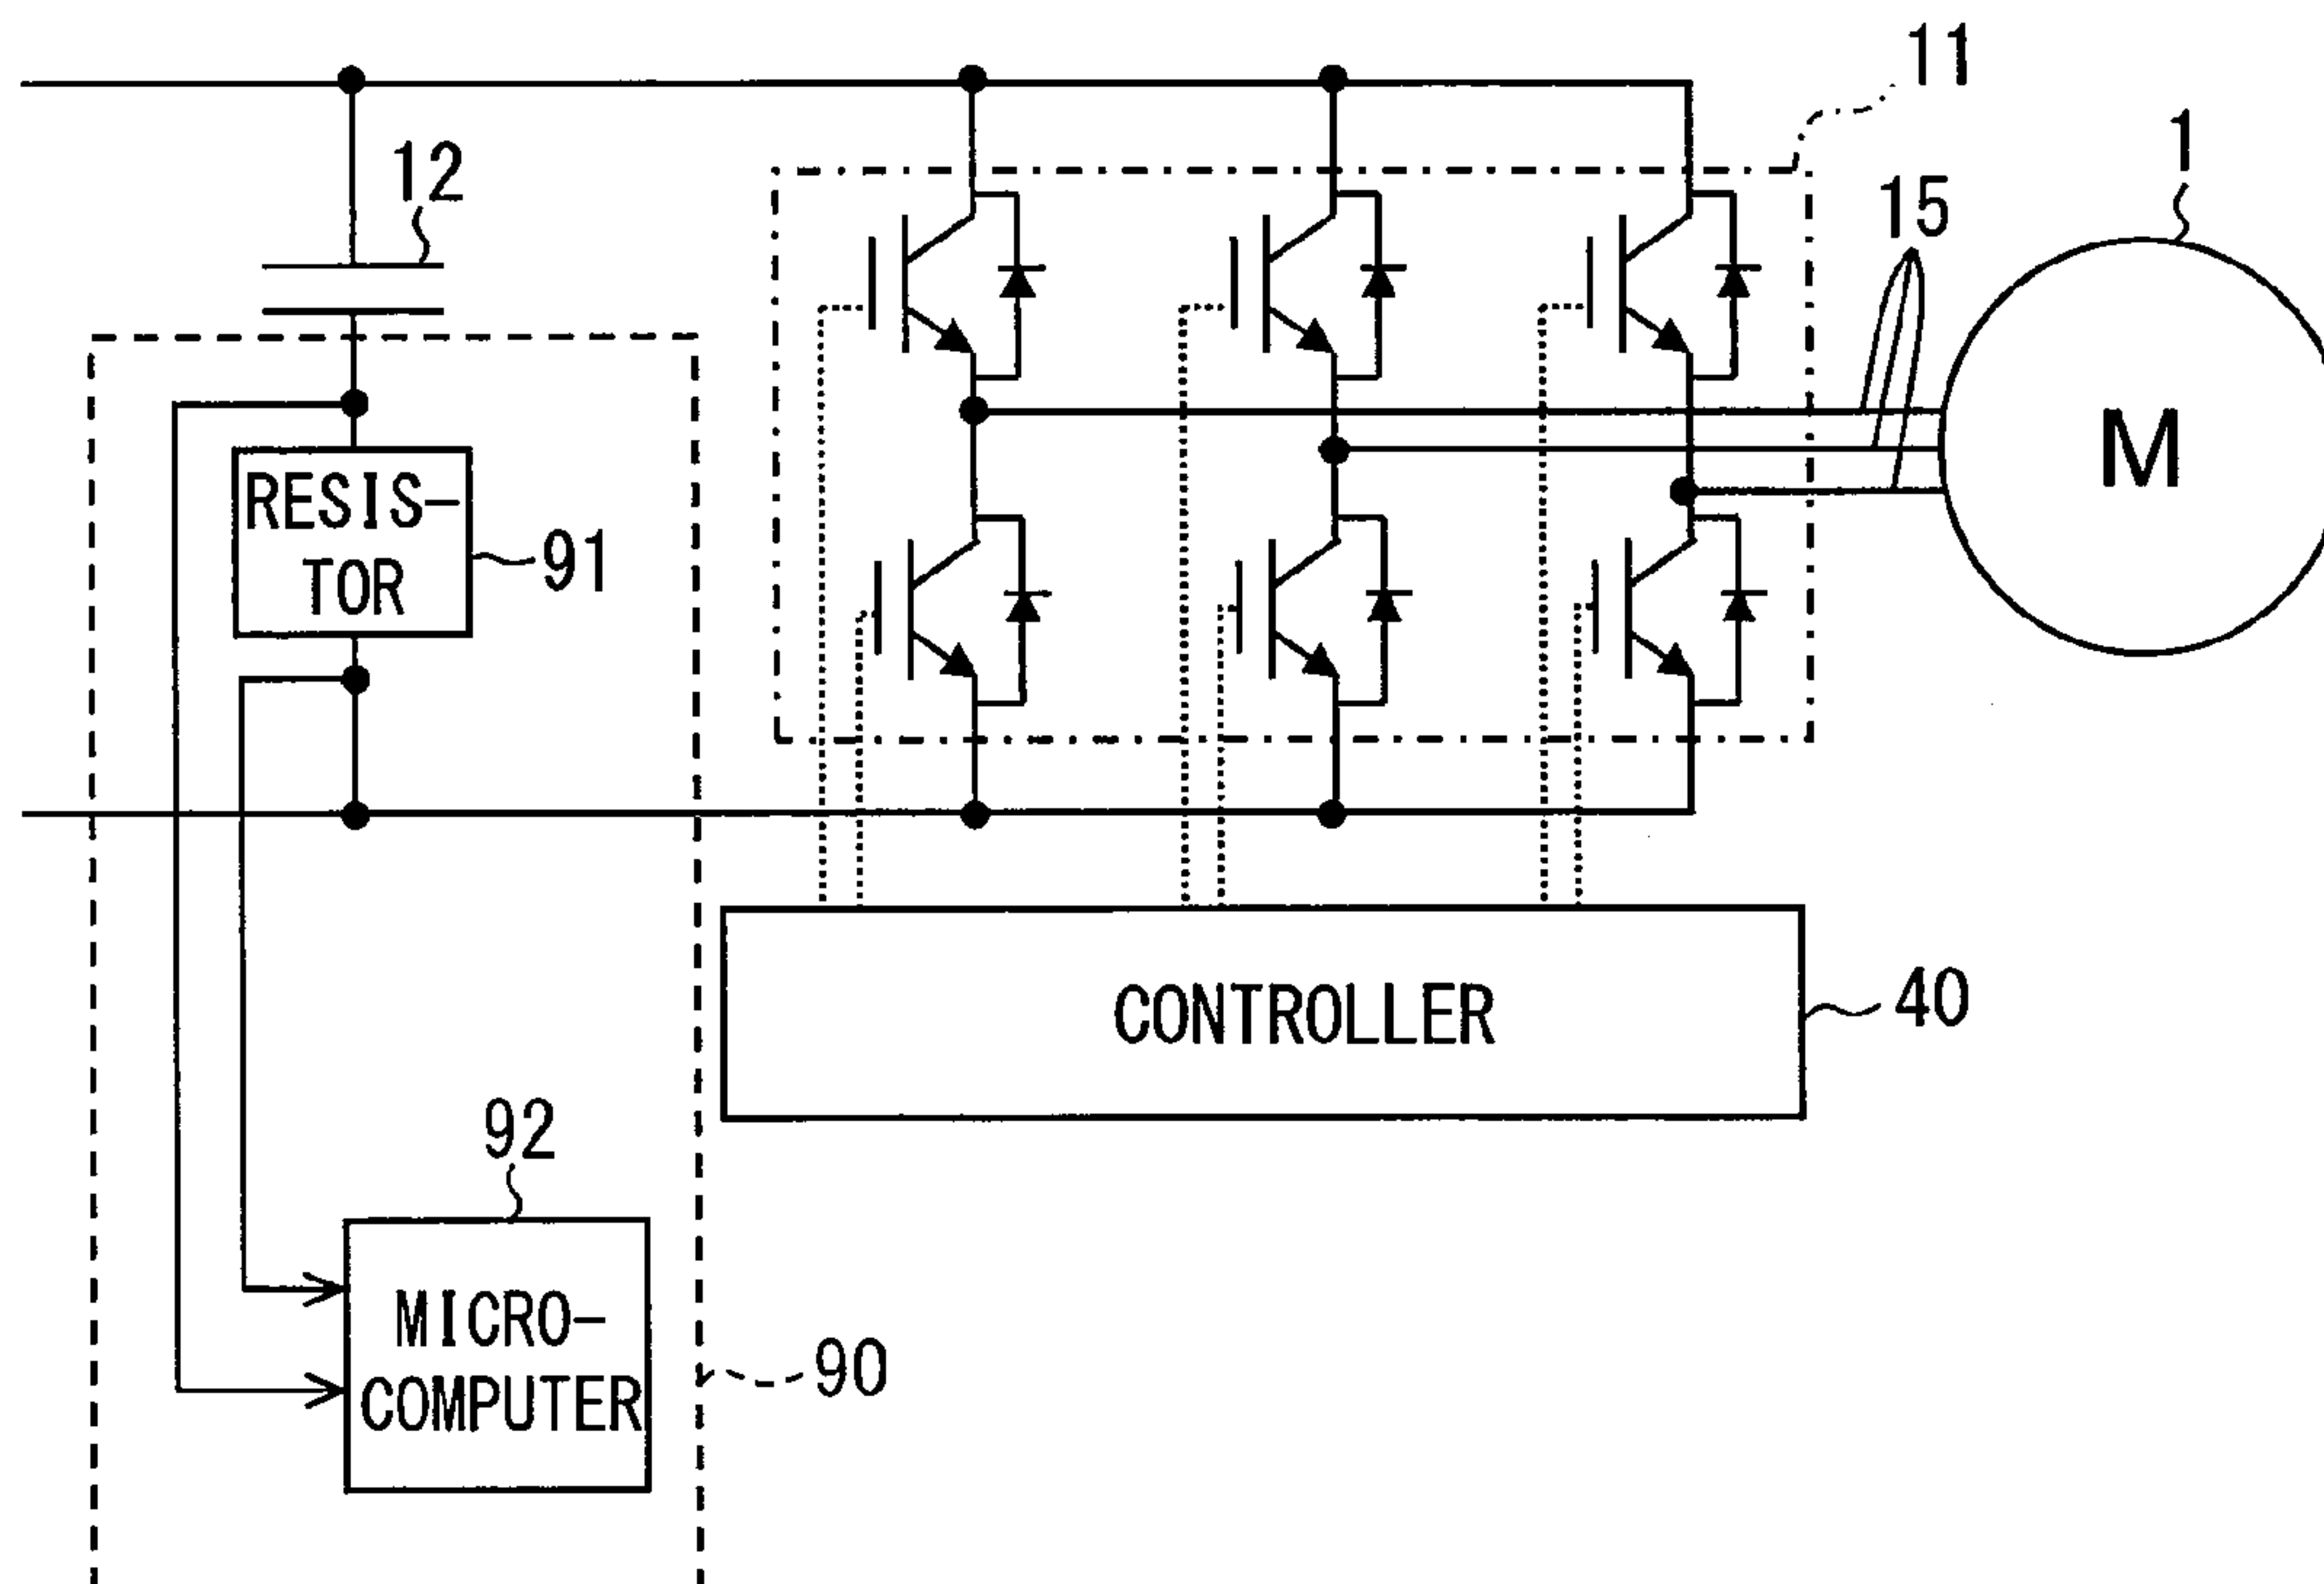 11
1
12
15
M
RESIS-
TOR
91
CONTROLLER
40
92
MICRO-
COMPUTER
90